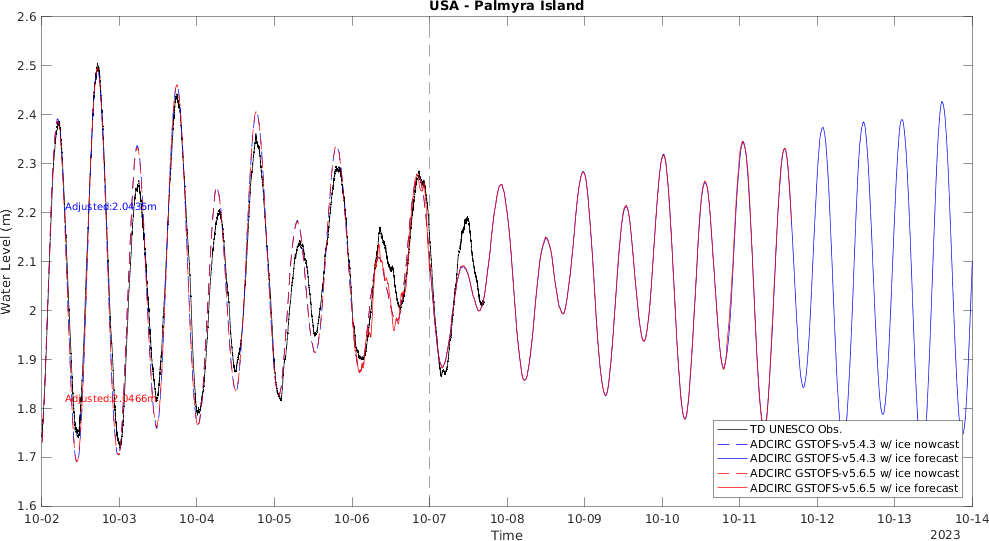 USA - Palmyra Island
2.6
2.5
2.4
2.3
2.2
2.1
2
1.9
1.8
1.7
1.6
Water Level (m)
Adjusted:2.0435m
Adjusted:2.0466m
TD UNESCO Obs.
ADCIRC GSTOFS-v5.4.3 w/ ice nowcast
ADCIRC GSTOFS-v5.4.3 w/ ice forecast
ADCIRC GSTOFS-v5.6.5 w/ ice nowcast
ADCIRC GSTOFS-v5.6.5 w/ ice forecast
10-02 10-03 10-04 10-05 10-06 10-07 10-08 10-09 10-10 10-11 10-12 10-13 10-14
Time
2023